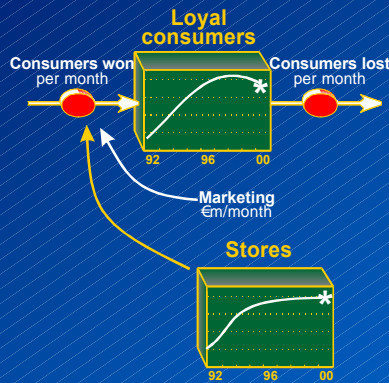 Loyal
consumers
Consumers won
per month
Consumers lost
per month
*
92 96 00
Marketing
€m/month
Stores
*
92 96 00